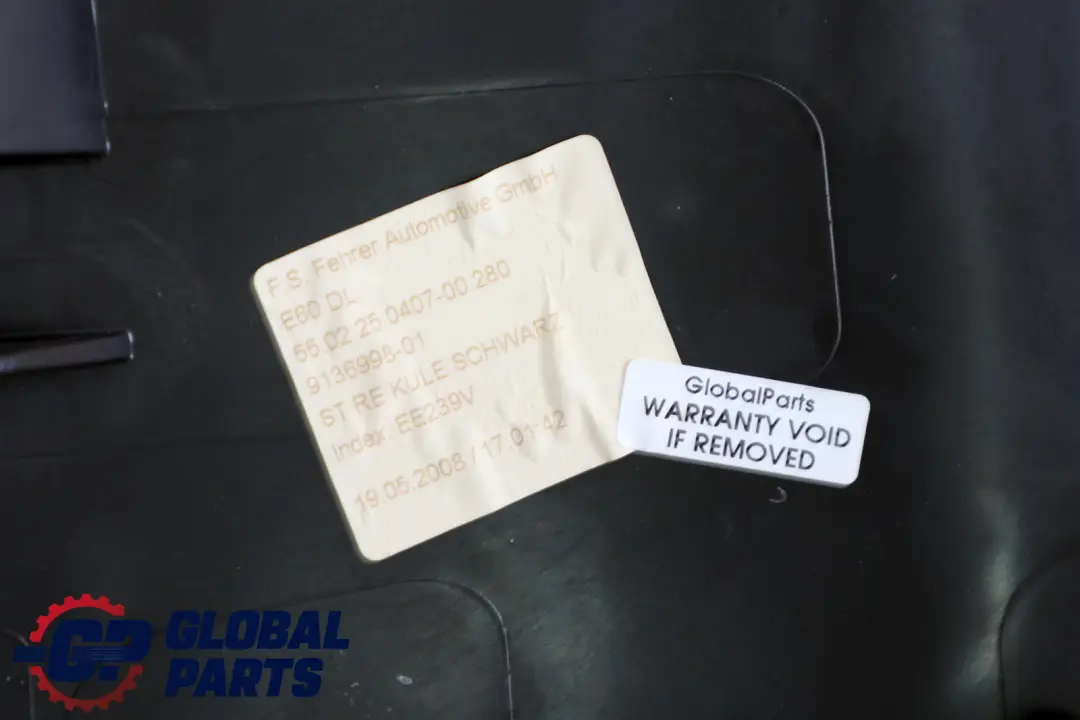 F.S. Fehrer Automotive GmbH
E60 DL
55.02.25.0407-00 280
9136998-01
ST RE KULE SCHWARZ
Index. EE239V
19.05.2008 / 17:01:42
GlobalParts
WARRANTY VOID
IF REMOVED
GP
GLOBAL
PARTS